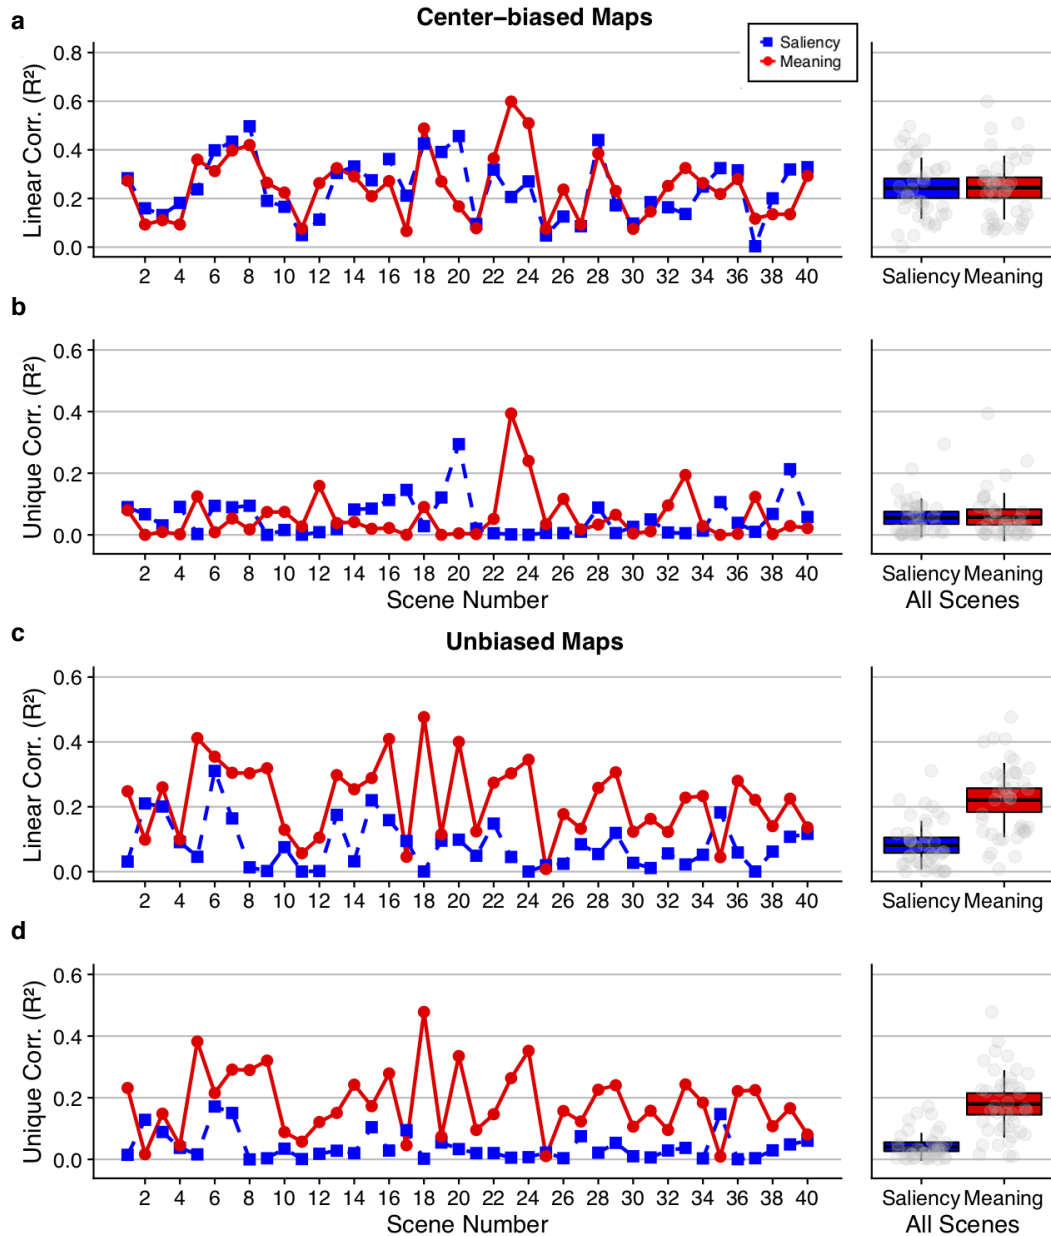 a
Center–biased Maps
Saliency
Meaning
Linear Corr. (R²)
0.8
0.6
0.4
0.2
0.0
2 4 6 8 10 12 14 16 18 20 22 24 26 28 30 32 34 36 38 40
Saliency Meaning
b
Unique Corr. (R²)
0.6
0.4
0.2
0.0
2 4 6 8 10 12 14 16 18 20 22 24 26 28 30 32 34 36 38 40
Scene Number
Saliency Meaning
All Scenes
c
Unbiased Maps
Linear Corr. (R²)
0.6
0.4
0.2
0.0
2 4 6 8 10 12 14 16 18 20 22 24 26 28 30 32 34 36 38 40
Saliency Meaning
d
Unique Corr. (R²)
0.6
0.4
0.2
0.0
2 4 6 8 10 12 14 16 18 20 22 24 26 28 30 32 34 36 38 40
Scene Number
Saliency Meaning
All Scenes